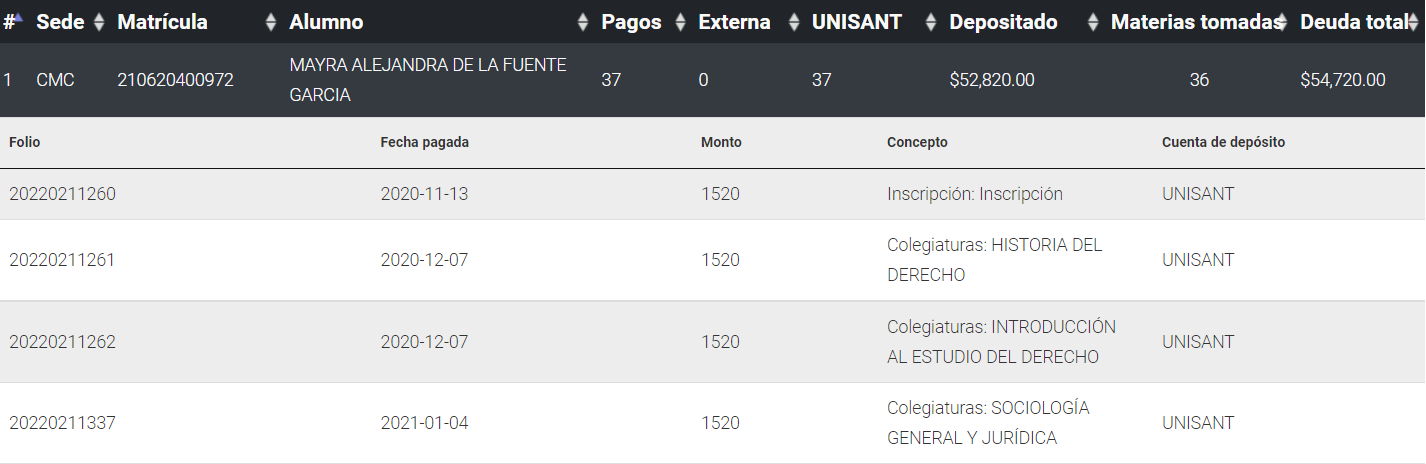 # Sede Matrícula Alumno Pagos Externa UNISANT Depositado Materias tomadas Deuda total
1 CMC 210620400972 MAYRA ALEJANDRA DE LA FUENTE GARCIA 37 0 37 $52,820.00 36 $54,720.00
Folio Fecha pagada Monto Concepto Cuenta de depósito
20220211260 2020-11-13 1520 Inscripción: Inscripción UNISANT
20220211261 2020-12-07 1520 Colegiaturas: HISTORIA DEL DERECHO UNISANT
20220211262 2020-12-07 1520 Colegiaturas: INTRODUCCIÓN AL ESTUDIO DEL DERECHO UNISANT
20220211337 2021-01-04 1520 Colegiaturas: SOCIOLOGÍA GENERAL Y JURÍDICA UNISANT